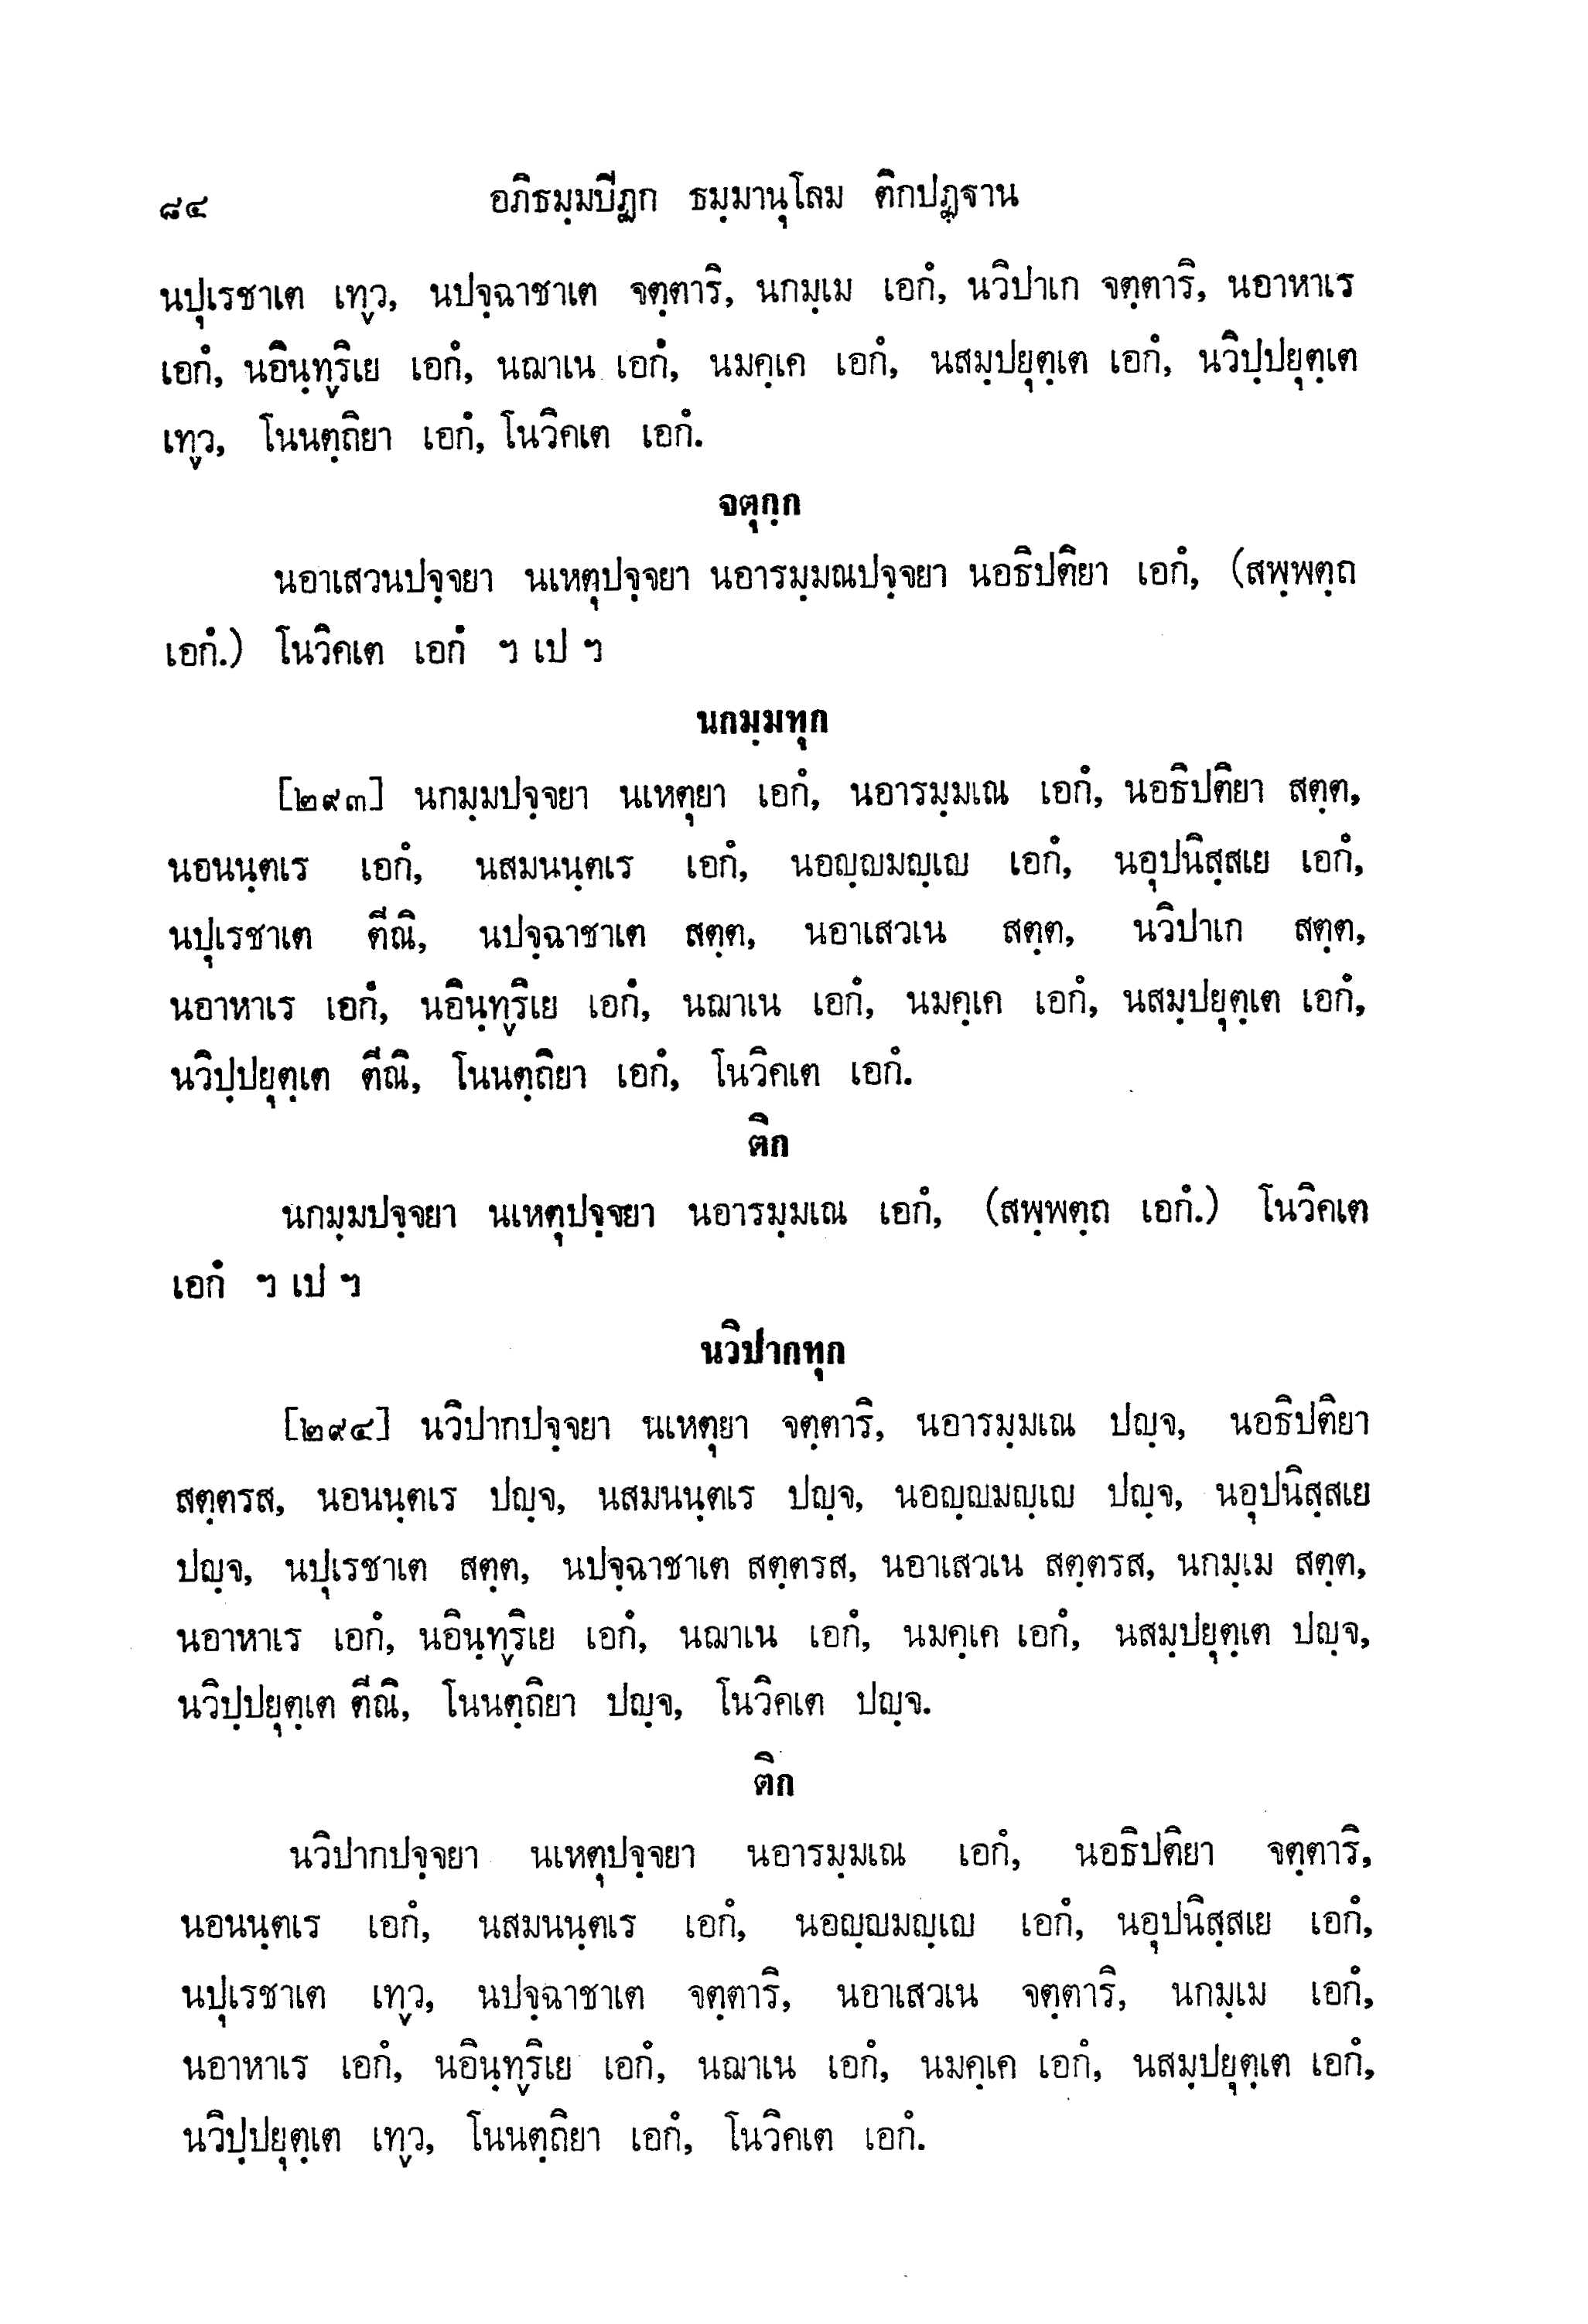 ๘๔ อภิธมฺมปีฏก ธมฺมานุโลม ติกปฏฺฐาน
นปุเรชาเต เทฺว, นปจฺฉาชาเต จตฺตาริ, นกมฺเม เอกํ, นวิปาเก จตฺตาริ, นอาหาเร
เอกํ, นอินฺทฺริเย เอกํ, นฌาเน เอกํ, นมคฺเค เอกํ, นสมฺปยุตฺเต เอกํ, นวิปฺปยุตฺเต
เทฺว, โนนตฺถิยา เอกํ, โนวิคเต เอกํ.
จตุกฺก
นอาเสวนปจฺจยา นเหตุปจฺจยา นอารมฺมณปจฺจยา นอธิปติยา เอกํ, (สพฺพตฺถ
เอกํ.) โนวิคเต เอกํ ฯ เป ฯ
นกมฺมทุก
[๒๙๓] นกมฺมปจฺจยา นเหตุยา เอกํ, นอารมฺมเณ เอกํ, นอธิปติยา สตฺต,
นอนนฺตเร เอกํ, นสมนนฺตเร เอกํ, นอญฺญมญฺเญ เอกํ, นอุปนิสฺสเย เอกํ,
นปุเรชาเต ตีณิ, นปจฺฉาชาเต สตฺต, นอาเสวเน สตฺต, นวิปาเก สตฺต,
นอาหาเร เอกํ, นอินฺทฺริเย เอกํ, นฌาเน เอกํ, นมคฺเค เอกํ, นสมฺปยุตฺเต เอกํ,
นวิปฺปยุตฺเต ตีณิ, โนนตฺถิยา เอกํ, โนวิคเต เอกํ.
ติก
นกมฺมปจฺจยา นเหตุปจฺจยา นอารมฺมเณ เอกํ, (สพฺพตฺถ เอกํ.) โนวิคเต
เอกํ ฯ เป ฯ
นวิปากทุก
[๒๙๔] นวิปากปจฺจยา นเหตุยา จตฺตาริ, นอารมฺมเณ ปญฺจ, นอธิปติยา
สตฺตรส, นอนนฺตเร ปญฺจ, นสมนนฺตเร ปญฺจ, นอญฺญมญฺเญ ปญฺจ, นอุปนิสฺสเย
ปญฺจ, นปุเรชาเต สตฺต, นปจฺฉาชาเต สตฺตรส, นอาเสวเน สตฺตรส, นกมฺเม สตฺต,
นอาหาเร เอกํ, นอินฺทฺริเย เอกํ, นฌาเน เอกํ, นมคฺเค เอกํ, นสมฺปยุตฺเต ปญฺจ,
นวิปฺปยุตฺเต ตีณิ, โนนตฺถิยา ปญฺจ, โนวิคเต ปญฺจ.
ติก
นวิปากปจฺจยา นเหตุปจฺจยา นอารมฺมเณ เอกํ, นอธิปติยา จตฺตาริ,
นอนนฺตเร เอกํ, นสมนนฺตเร เอกํ, นอญฺญมญฺเญ เอกํ, นอุปนิสฺสเย เอกํ,
นปุเรชาเต เทฺว, นปจฺฉาชาเต จตฺตาริ, นอาเสวเน จตฺตาริ, นกมฺเม เอกํ,
นอาหาเร เอกํ, นอินฺทฺริเย เอกํ, นฌาเน เอกํ, นมคฺเค เอกํ, นสมฺปยุตฺเต เอกํ,
นวิปฺปยุตฺเต เทฺว, โนนตฺถิยา เอกํ, โนวิคเต เอกํ.